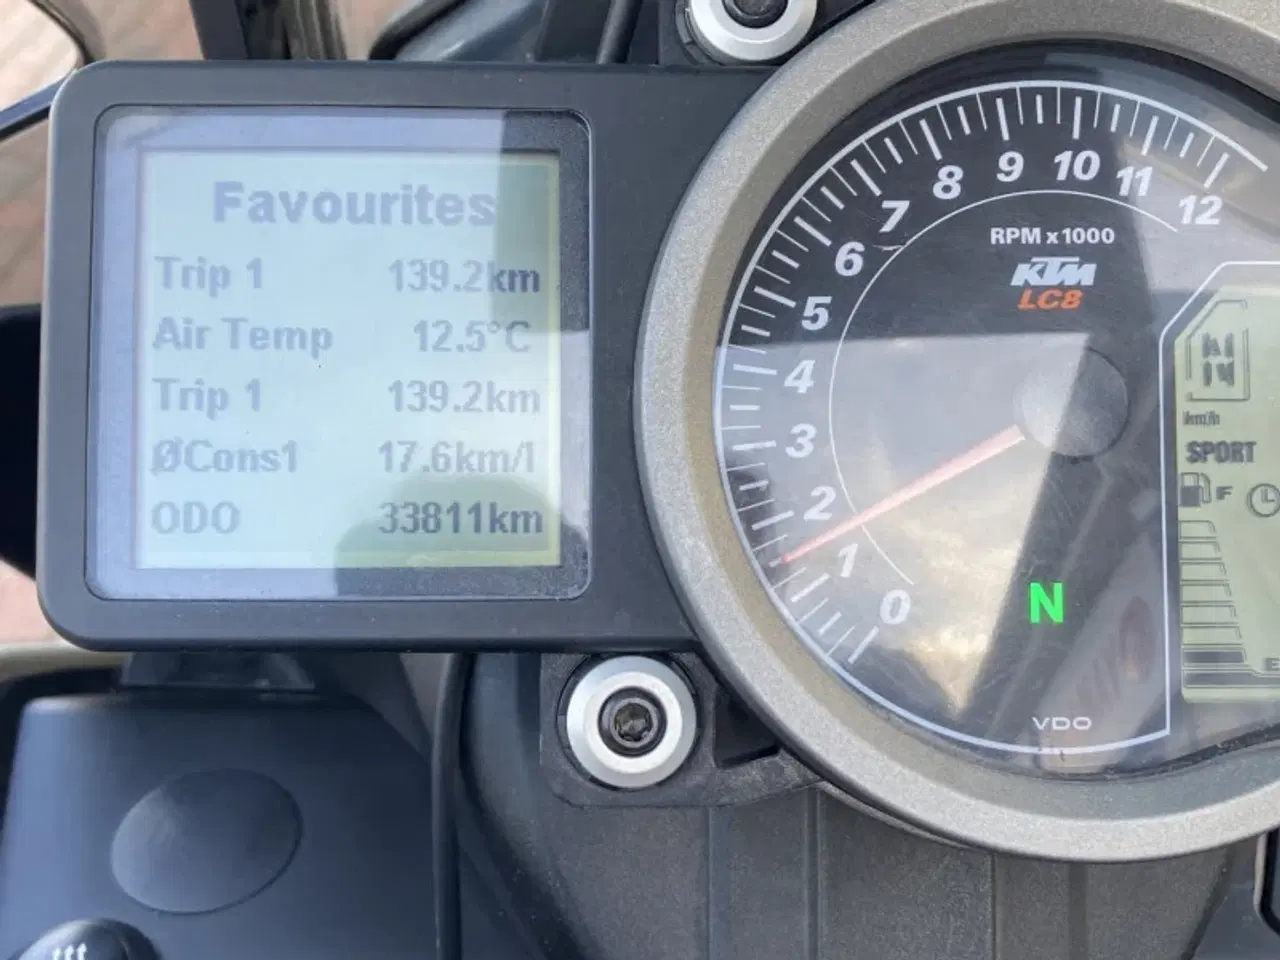 Favourites
Trip 1 139.2km
Air Temp 12.5°C
Trip 1 139.2km
ØCons1 17.6km/l
ODO 33811km
0
1
2
3
4
5
6
7
8
9
10
11
12
RPM x 1000
KTM
LC8
N
VDO
km/h
SPORT
F
E